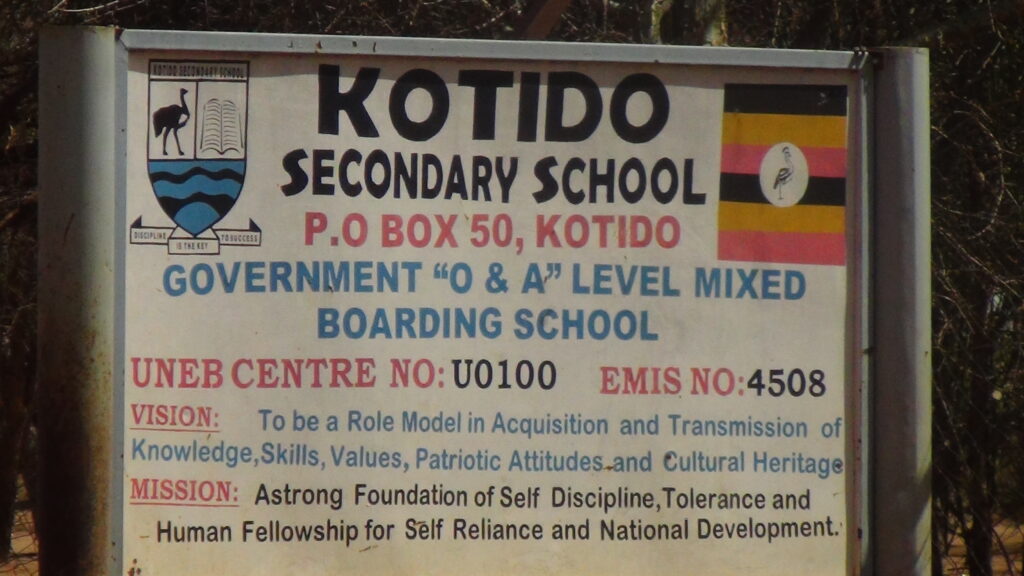 KOTIDO SECONDARY SCHOOL
KOTIDO
SECONDARY SCHOOL
P.O BOX 50, KOTIDO
DISCIPLINE IS THE KEY TO SUCCESS
GOVERNMENT “O & A” LEVEL MIXED
BOARDING SCHOOL
UNEB CENTRE NO: U0100 EMIS NO:4508
VISION: To be a Role Model in Acquisition and Transmission of
Knowledge,Skills, Values, Patriotic Attitudes and Cultural Heritage
MISSION: Astrong Foundation of Self Discipline,Tolerance and
Human Fellowship for Self Reliance and National Development.